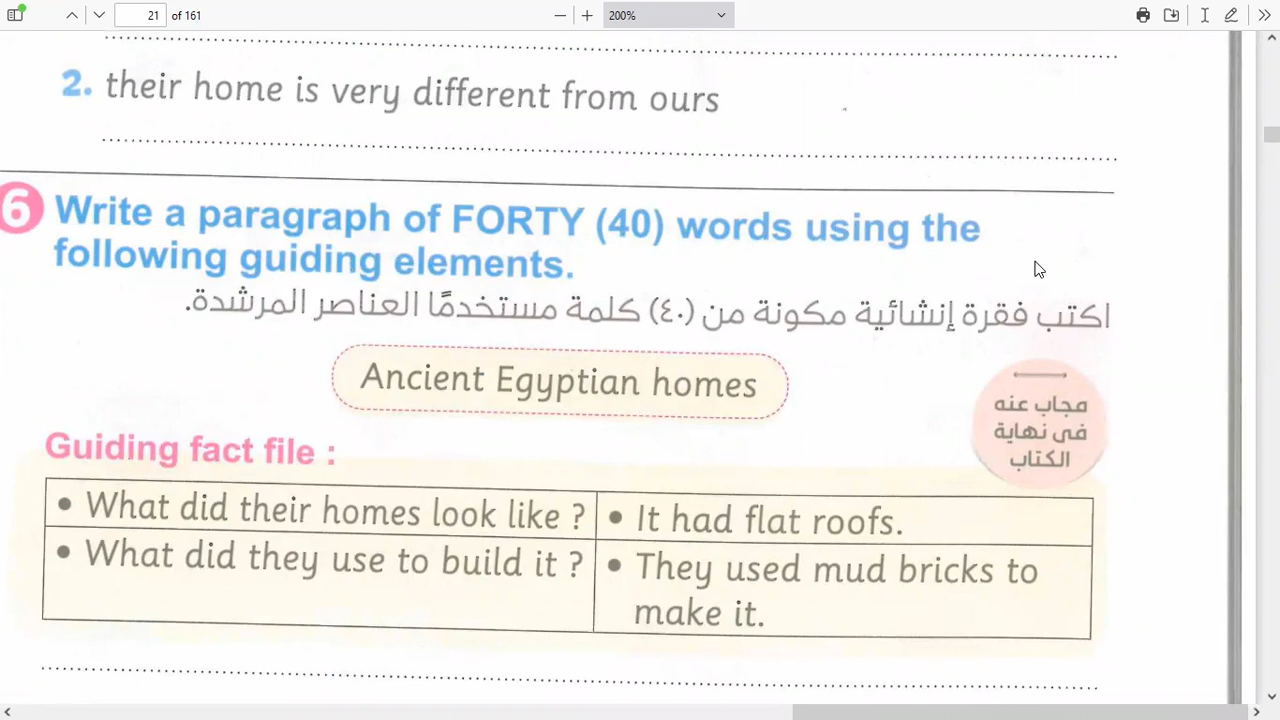 21 of 161
200%
2. their home is very different from ours
6 Write a paragraph of FORTY (40) words using the
following guiding elements.
اكتب فقرة إنشائية مكونة من (٤٠) كلمة مستخدمًا العناصر المرشدة.
Ancient Egyptian homes
مجاب عنه
فى نهاية
الكتاب
Guiding fact file :
• What did their homes look like ? • It had flat roofs.
• What did they use to build it ? • They used mud bricks to
make it.